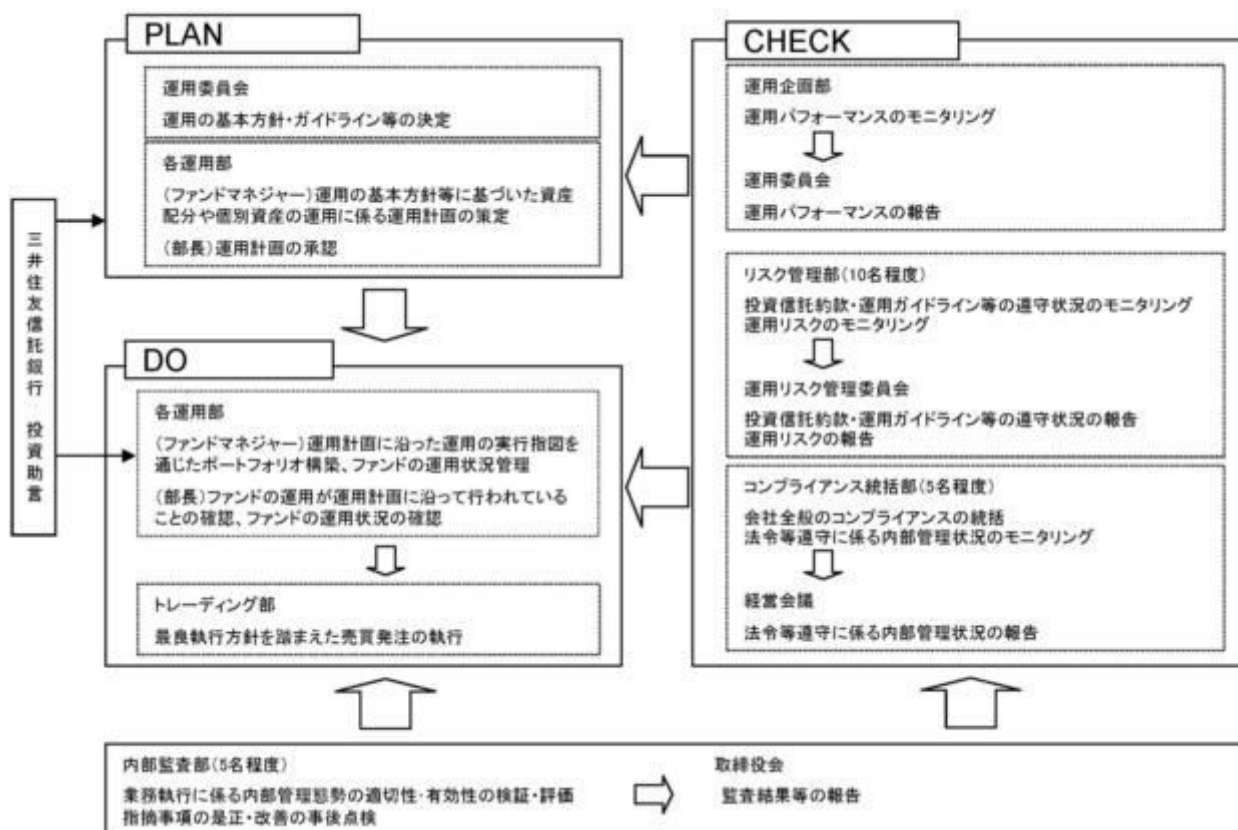 PLAN
運用委員会
運用の基本方針・ガイドライン等の決定
各運用部
(ファンドマネジャー)運用の基本方針等に基づいた資産
配分や個別資産の運用に係る運用計画の策定
(部長)運用計画の承認
三井住友信託銀行 投資助言
DO
各運用部
(ファンドマネジャー)運用計画に沿った運用の実行指図を
通じたポートフォリオ構築、ファンドの運用状況管理
(部長)ファンドの運用が運用計画に沿って行われている
ことの確認、ファンドの運用状況の確認
トレーディング部
最良執行方針を踏まえた売買発注の執行
CHECK
運用企画部
運用パフォーマンスのモニタリング
運用委員会
運用パフォーマンスの報告
リスク管理部(10名程度)
投資信託約款・運用ガイドライン等の遵守状況のモニタリング
運用リスクのモニタリング
運用リスク管理委員会
投資信託約款・運用ガイドライン等の遵守状況の報告
運用リスクの報告
コンプライアンス統括部(5名程度)
会社全般のコンプライアンスの統括
法令等遵守に係る内部管理状況のモニタリング
経営会議
法令等遵守に係る内部管理状況の報告
内部監査部(5名程度)
業務執行に係る内部管理態勢の適切性・有効性の検証・評価
指摘事項の是正・改善の事後点検
取締役会
監査結果等の報告